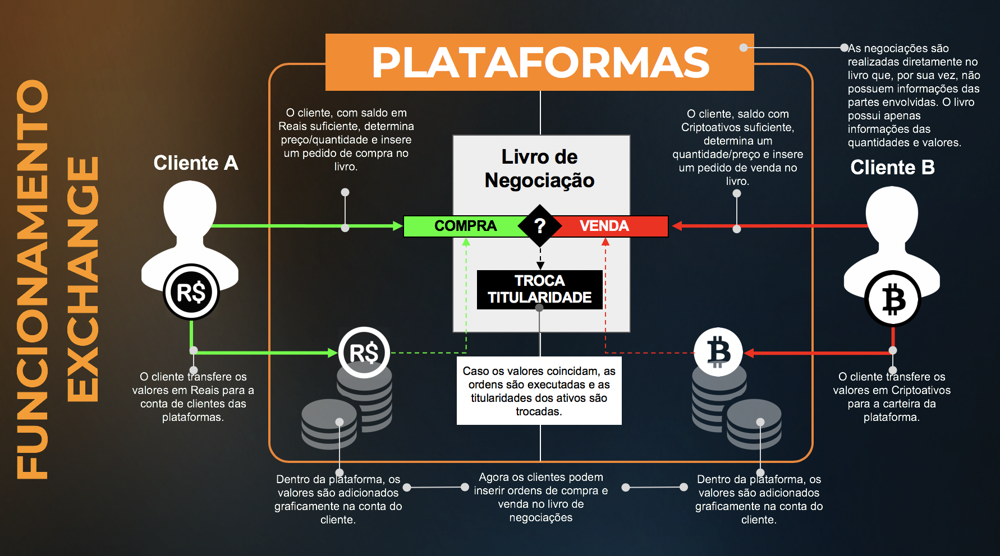 FUNCIONAMENTO
EXCHANGE
PLATAFORMAS
As negociações são
realizadas diretamente no
livro que, por sua vez, não
possuem informações das
partes envolvidas. O livro
possui apenas
informações das
quantidades e valores.
O cliente, com saldo em
Reais suficiente, determina
preço/quantidade e insere
um pedido de compra no
livro.
O cliente, saldo com
Criptoativos suficiente,
determina um
quantidade/preço e insere
um pedido de venda no
livro.
Cliente A
Livro de
Negociação
Cliente B
COMPRA
?
VENDA
TROCA
TITULARIDADE
R$
₿
R$
₿
Caso os valores coincidam, as
ordens são executadas e as
titularidades dos ativos são
trocadas.
O cliente transfere os
valores em Reais para a
conta de clientes das
plataformas.
O cliente transfere os
valores em Criptoativos
para a carteira da
plataforma.
Dentro da plataforma, os
valores são adicionados
graficamente na conta do
cliente.
Agora os clientes podem
inserir ordens de compra e
venda no livro de
negociações
Dentro da plataforma, os
valores são adicionados
graficamente na conta do
cliente.